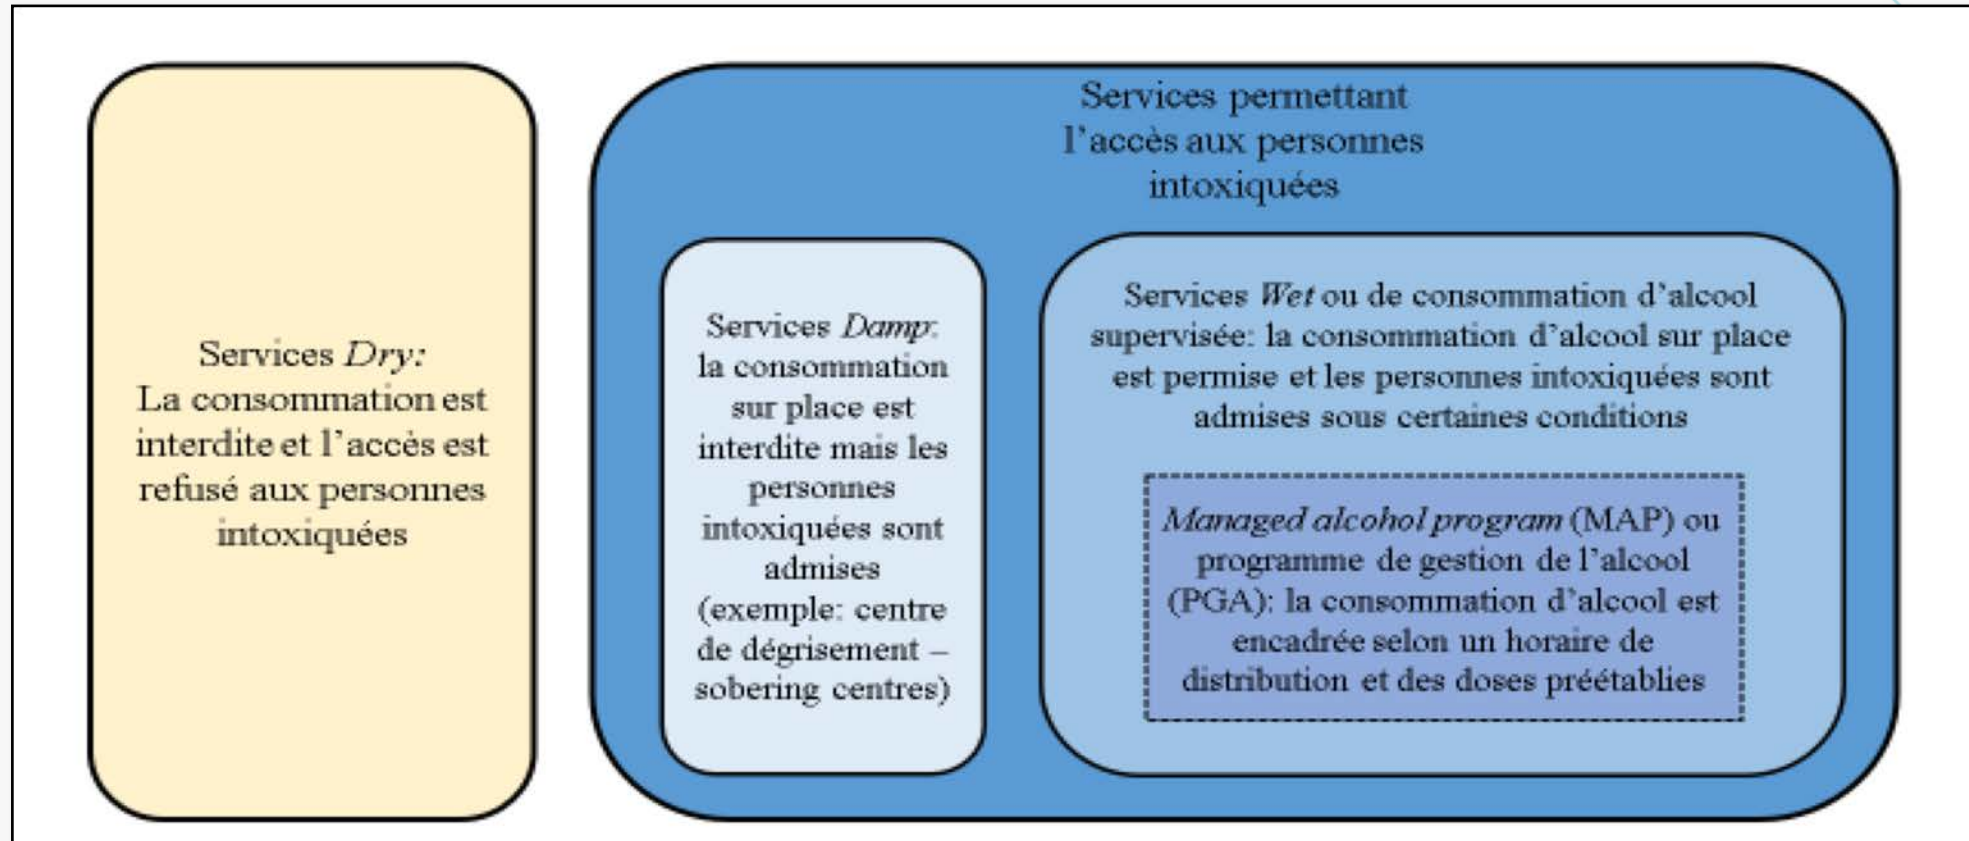 Services Dry:
La consommation est
interdite et l'accès est
refusé aux personnes
intoxiquées
Services permettant
l'accès aux personnes
intoxiquées
Services Damp:
la consommation
sur place est
interdite mais les
personnes
intoxiquées sont
admises
(exemple: centre
de dégrisement –
sobering centres)
Services Wet ou de consommation d'alcool
supervisée: la consommation d'alcool sur place
est permise et les personnes intoxiquées sont
admises sous certaines conditions
Managed alcohol program (MAP) ou
programme de gestion de l'alcool
(PGA): la consommation d'alcool est
encadrée selon un horaire de
distribution et des doses préétablies